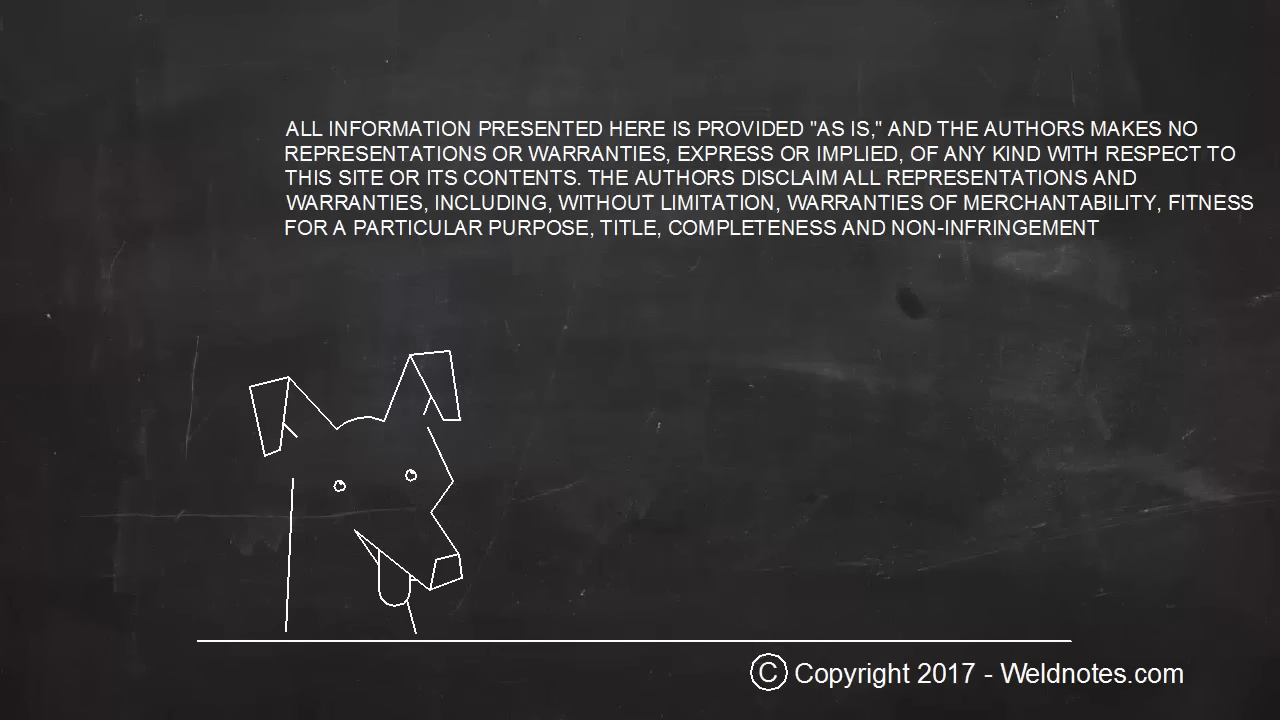 ALL INFORMATION PRESENTED HERE IS PROVIDED "AS IS," AND THE AUTHORS MAKES NO
REPRESENTATIONS OR WARRANTIES, EXPRESS OR IMPLIED, OF ANY KIND WITH RESPECT TO
THIS SITE OR ITS CONTENTS. THE AUTHORS DISCLAIM ALL REPRESENTATIONS AND
WARRANTIES, INCLUDING, WITHOUT LIMITATION, WARRANTIES OF MERCHANTABILITY, FITNESS
FOR A PARTICULAR PURPOSE, TITLE, COMPLETENESS AND NON-INFRINGEMENT
© Copyright 2017 - Weldnotes.com